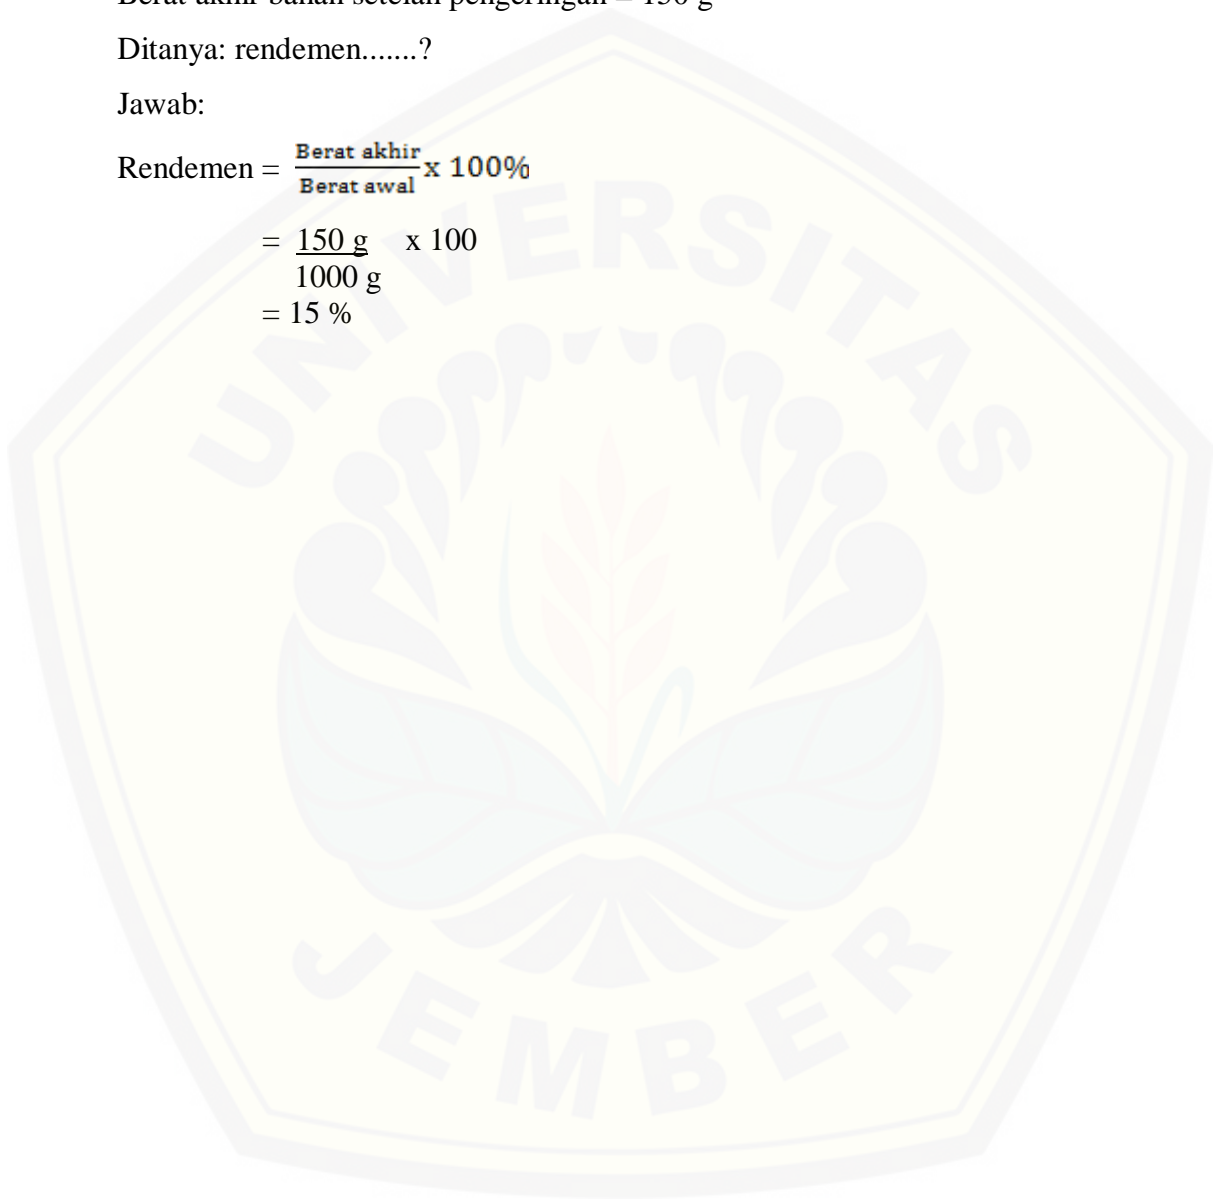 Berat akhir bahan setelah pengeringan = 150 g
Ditanya: rendemen.......?
Jawab:
Rendemen = Berat akhir / Berat awal x 100%
= 150 g x 100
1000 g
= 15 %
UNIVERSITAS
JEMBER